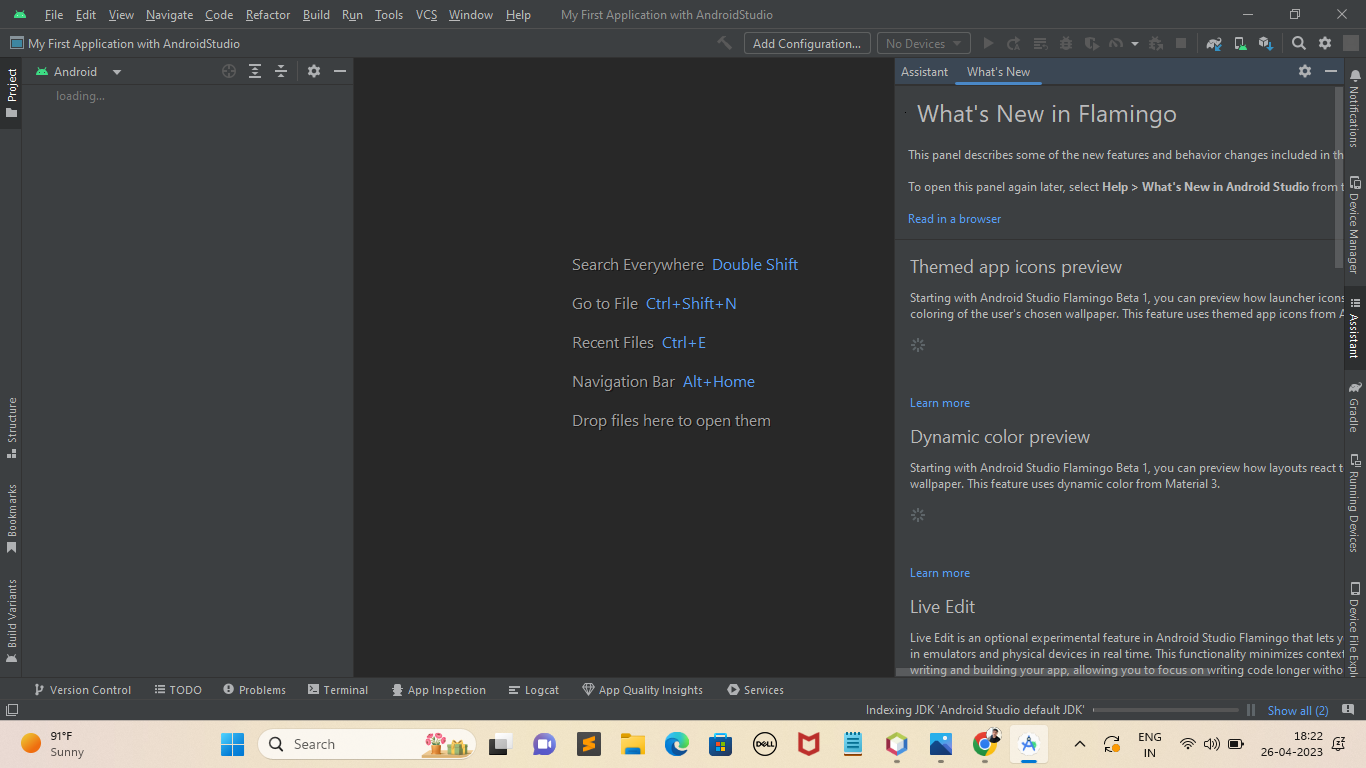 File Edit View Navigate Code Refactor Build Run Tools VCS Window Help My First Application with AndroidStudio
My First Application with AndroidStudio
Add Configuration...
No Devices
Project
Android
loading...
Structure
Bookmarks
Build Variants
Search Everywhere Double Shift
Go to File Ctrl+Shift+N
Recent Files Ctrl+E
Navigation Bar Alt+Home
Drop files here to open them
Assistant What's New
What's New in Flamingo
This panel describes some of the new features and behavior changes included in th
To open this panel again later, select Help > What's New in Android Studio from t
Read in a browser
Themed app icons preview
Starting with Android Studio Flamingo Beta 1, you can preview how launcher icons
coloring of the user's chosen wallpaper. This feature uses themed app icons from A
Learn more
Dynamic color preview
Starting with Android Studio Flamingo Beta 1, you can preview how layouts react t
wallpaper. This feature uses dynamic color from Material 3.
Learn more
Live Edit
Live Edit is an optional experimental feature in Android Studio Flamingo that lets y
in emulators and physical devices in real time. This functionality minimizes context
writing and building your app, allowing you to focus on writing code longer witho
Notifications
Device Manager
Assistant
Gradle
Running Devices
Device File Expl
Version Control TODO Problems Terminal App Inspection Logcat App Quality Insights Services
Indexing JDK 'Android Studio default JDK' Show all (2)
91°F
Sunny
Search
DELL
ENG
IN
18:22
26-04-2023